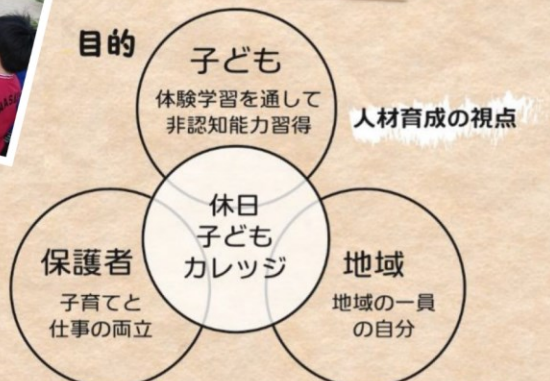 目的
子ども
体験学習を通して
非認知能力習得
人材育成の視点
休日
子ども
カレッジ
保護者
子育てと
仕事の両立
地域
地域の一員
の自分